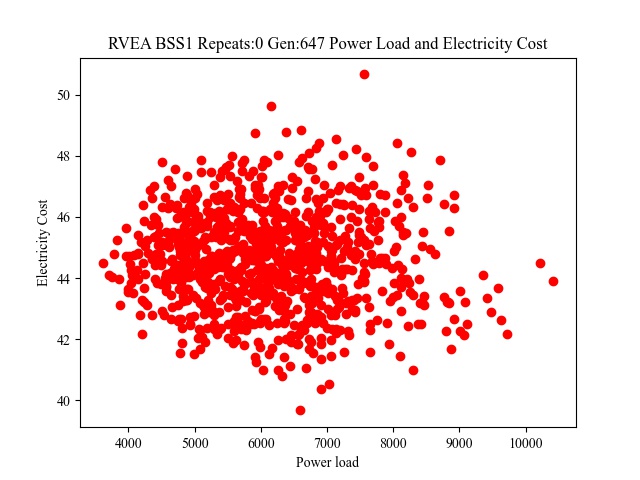 RVEA BSS1 Repeats:0 Gen:647 Power Load and Electricity Cost
50
48
46
44
42
40
Electricity Cost
4000 5000 6000 7000 8000 9000 10000
Power load